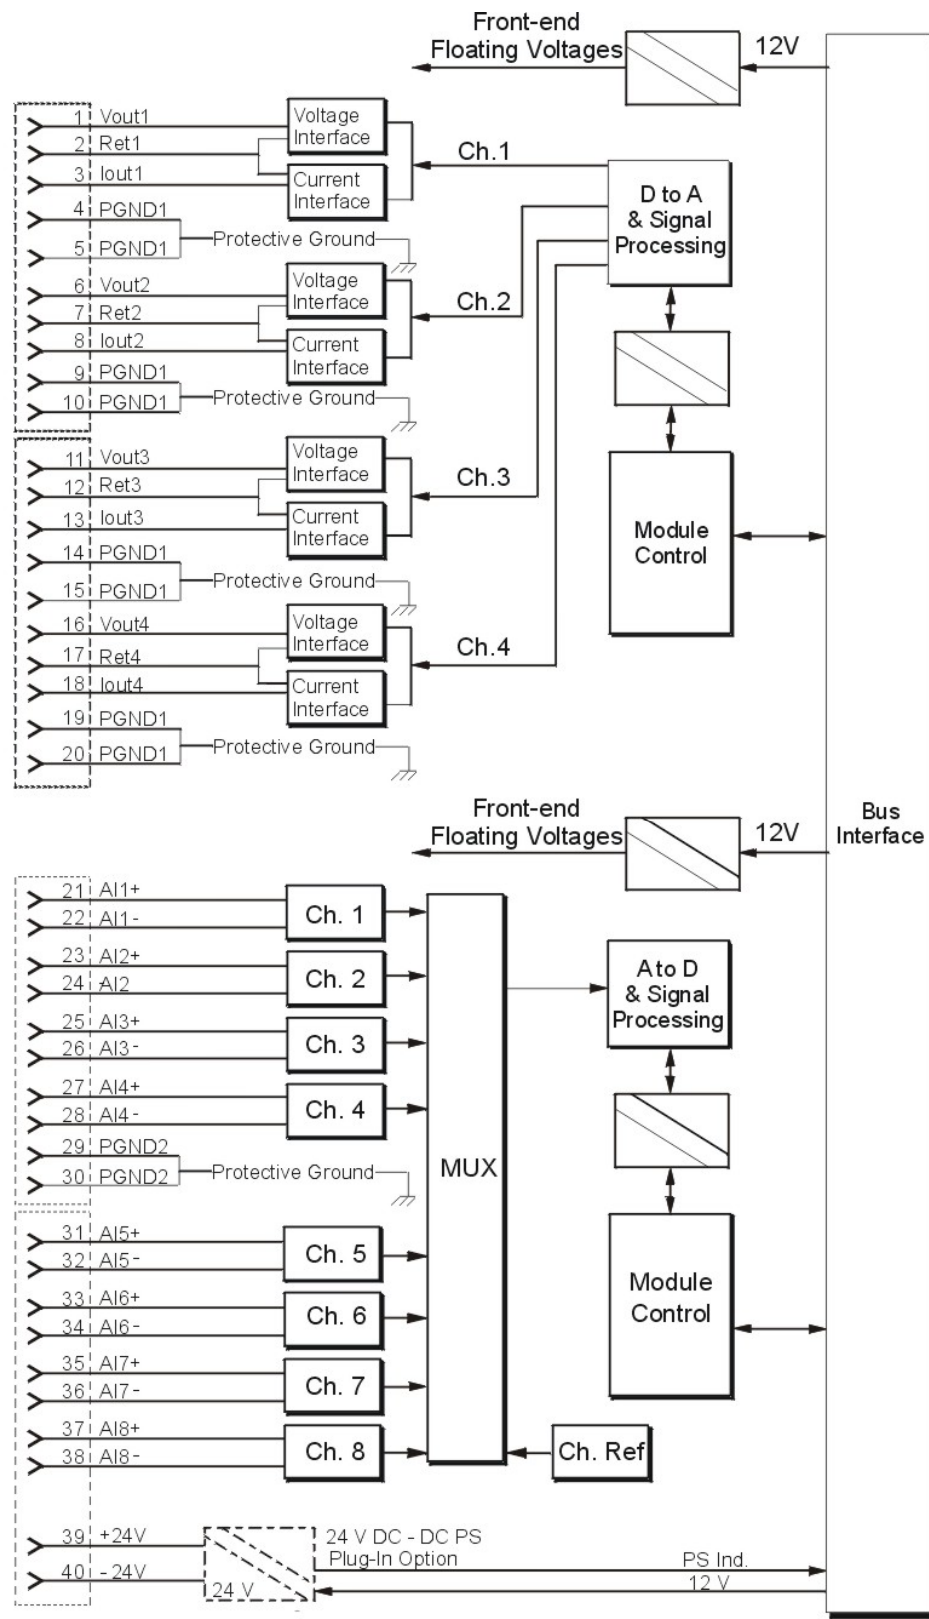 Front-end
Floating Voltages
12V
1 Vout1
2 Ret1
3 Iout1
4 PGND1
5 PGND1
Voltage
Interface
Current
Interface
Protective Ground
Ch.1
D to A
& Signal
Processing
6 Vout2
7 Ret2
8 Iout2
9 PGND1
10 PGND1
Voltage
Interface
Current
Interface
Protective Ground
Ch.2
11 Vout3
12 Ret3
13 Iout3
14 PGND1
15 PGND1
Voltage
Interface
Current
Interface
Protective Ground
Ch.3
Module
Control
16 Vout4
17 Ret4
18 Iout4
19 PGND1
20 PGND1
Voltage
Interface
Current
Interface
Protective Ground
Ch.4
Bus
Interface
Front-end
Floating Voltages
12V
21 AI1+
22 AI1-
Ch. 1
23 AI2+
24 AI2
Ch. 2
25 AI3+
26 AI3-
Ch. 3
27 AI4+
28 AI4-
Ch. 4
29 PGND2
30 PGND2
Protective Ground
MUX
A to D
& Signal
Processing
31 AI5+
32 AI5-
Ch. 5
33 AI6+
34 AI6-
Ch. 6
35 AI7+
36 AI7-
Ch. 7
37 AI8+
38 AI8-
Ch. 8
Module
Control
Ch. Ref
39 +24V
40 -24V
24 V
24 V DC - DC PS
Plug-In Option
PS Ind.
12 V